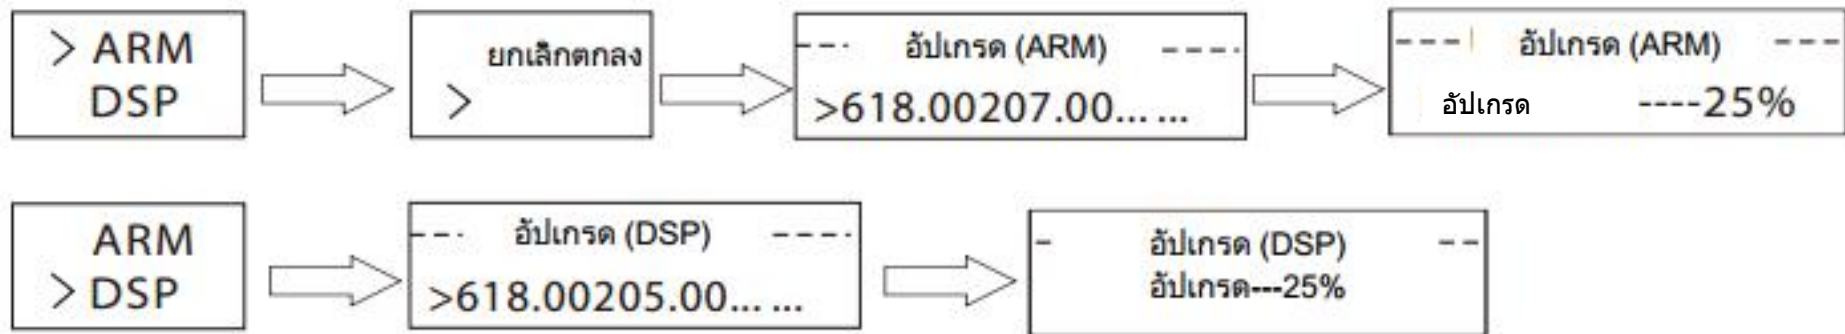 > ARM
DSP
ยกเลิกตกลง
>
--- อัปเกรด (ARM) ----
>618.00207.00... ...
--- อัปเกรด (ARM) ---
อัปเกรด ----25%
ARM
> DSP
--- อัปเกรด (DSP) ----
>618.00205.00... ...
- อัปเกรด (DSP) --
อัปเกรด---25%